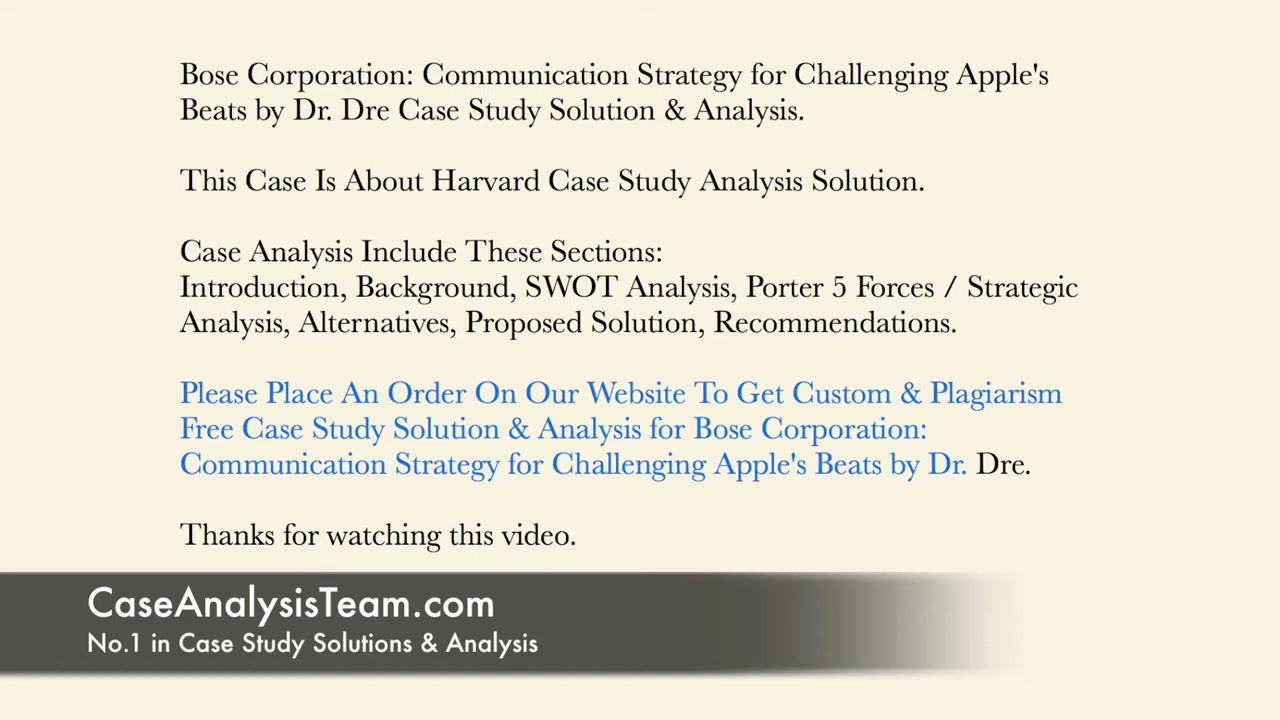 Bose Corporation: Communication Strategy for Challenging Apple's
Beats by Dr. Dre Case Study Solution & Analysis.
This Case Is About Harvard Case Study Analysis Solution.
Case Analysis Include These Sections:
Introduction, Background, SWOT Analysis, Porter 5 Forces / Strategic
Analysis, Alternatives, Proposed Solution, Recommendations.
Please Place An Order On Our Website To Get Custom & Plagiarism
Free Case Study Solution & Analysis for Bose Corporation:
Communication Strategy for Challenging Apple's Beats by Dr. Dre.
Thanks for watching this video.
CaseAnalysisTeam.com
No.1 in Case Study Solutions & Analysis